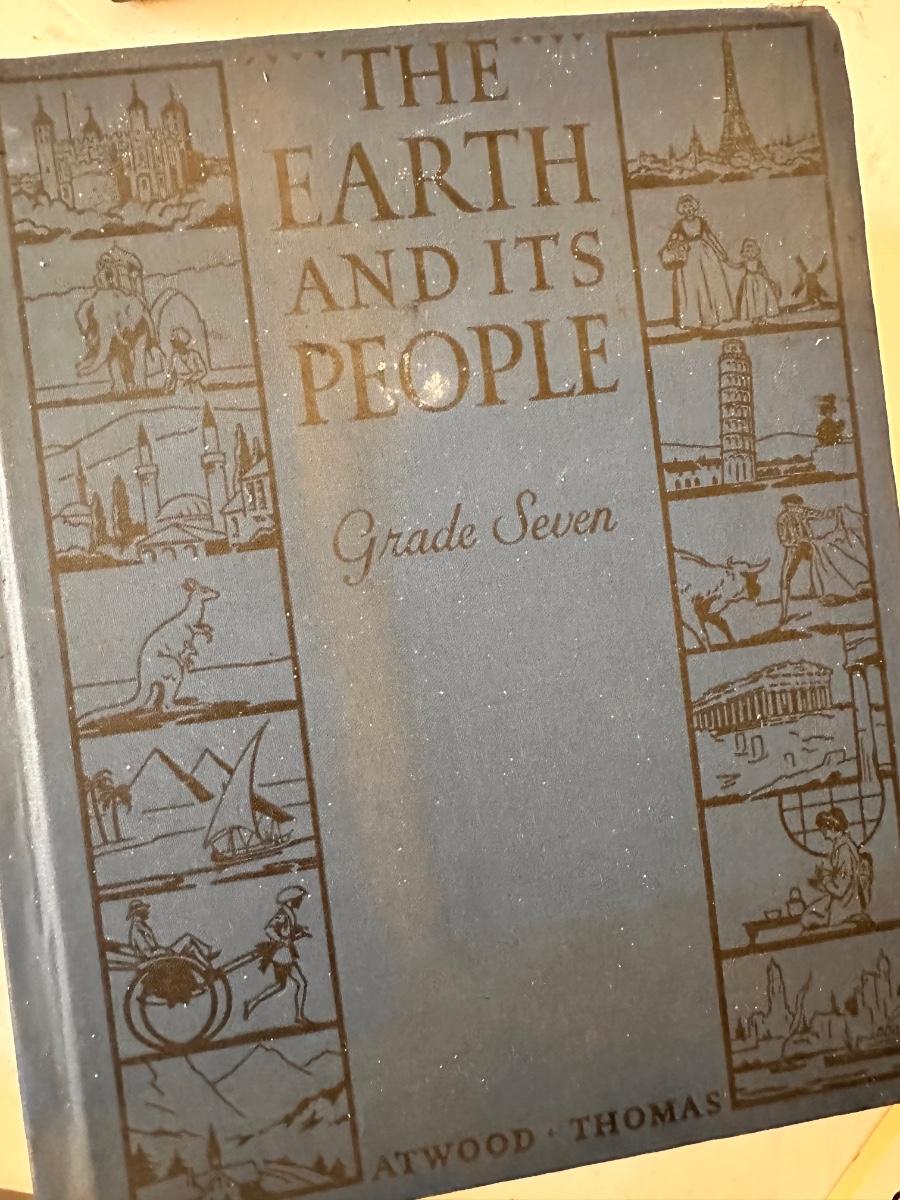 THE
EARTH
AND ITS
PEOPLE
Grade Seven
ATWOOD · THOMAS